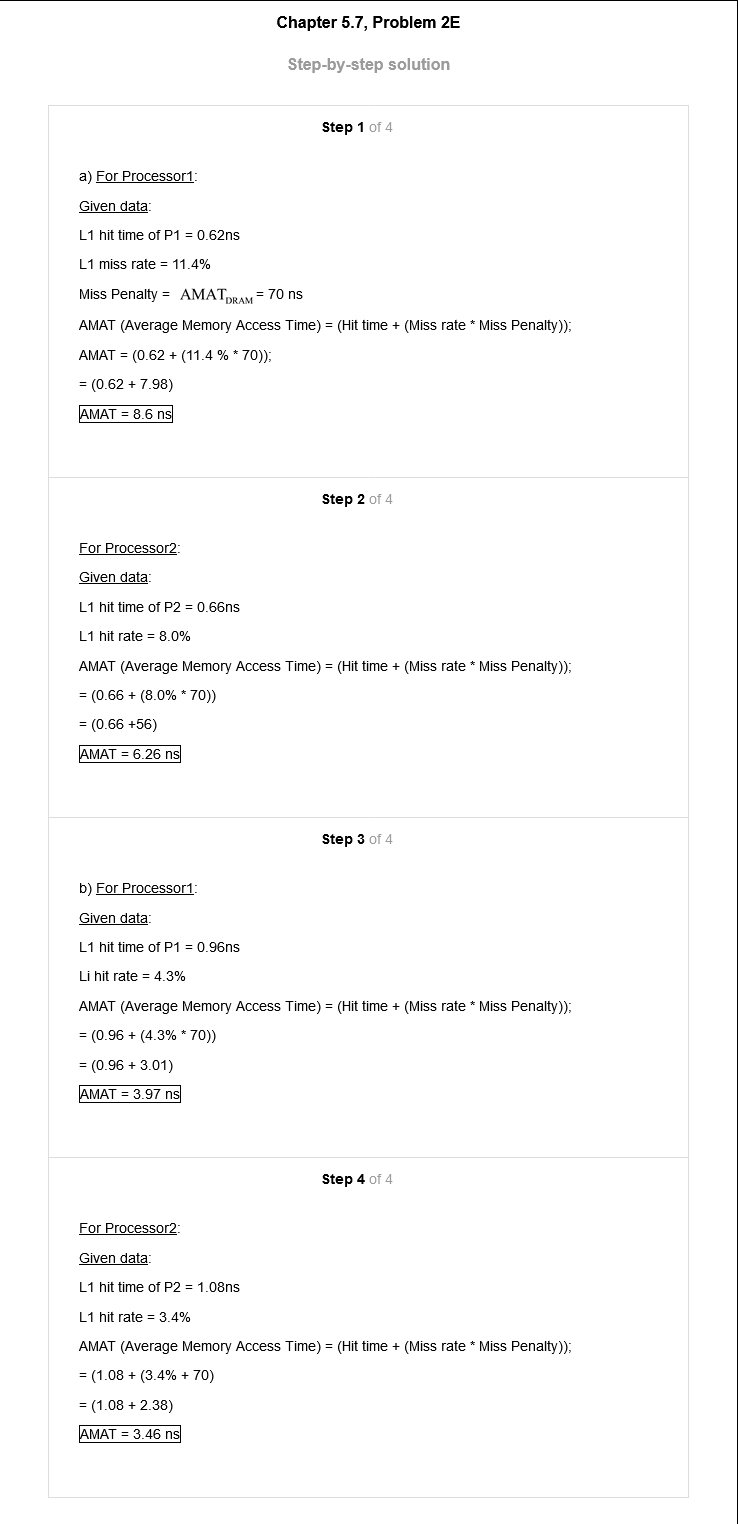 Chapter 5.7, Problem 2E
Step-by-step solution
Step 1 of 4
a) For Processor1:
Given data:
L1 hit time of P1 = 0.62ns
L1 miss rate = 11.4%
Miss Penalty = AMAT_DRAM = 70 ns
AMAT (Average Memory Access Time) = (Hit time + (Miss rate * Miss Penalty));
AMAT = (0.62 + (11.4 % * 70));
= (0.62 + 7.98)
AMAT = 8.6 ns
Step 2 of 4
For Processor2:
Given data:
L1 hit time of P2 = 0.66ns
L1 hit rate = 8.0%
AMAT (Average Memory Access Time) = (Hit time + (Miss rate * Miss Penalty));
= (0.66 + (8.0% * 70))
= (0.66 +56)
AMAT = 6.26 ns
Step 3 of 4
b) For Processor1:
Given data:
L1 hit time of P1 = 0.96ns
Li hit rate = 4.3%
AMAT (Average Memory Access Time) = (Hit time + (Miss rate * Miss Penalty));
= (0.96 + (4.3% * 70))
= (0.96 + 3.01)
AMAT = 3.97 ns
Step 4 of 4
For Processor2:
Given data:
L1 hit time of P2 = 1.08ns
L1 hit rate = 3.4%
AMAT (Average Memory Access Time) = (Hit time + (Miss rate * Miss Penalty));
= (1.08 + (3.4% + 70)
= (1.08 + 2.38)
AMAT = 3.46 ns